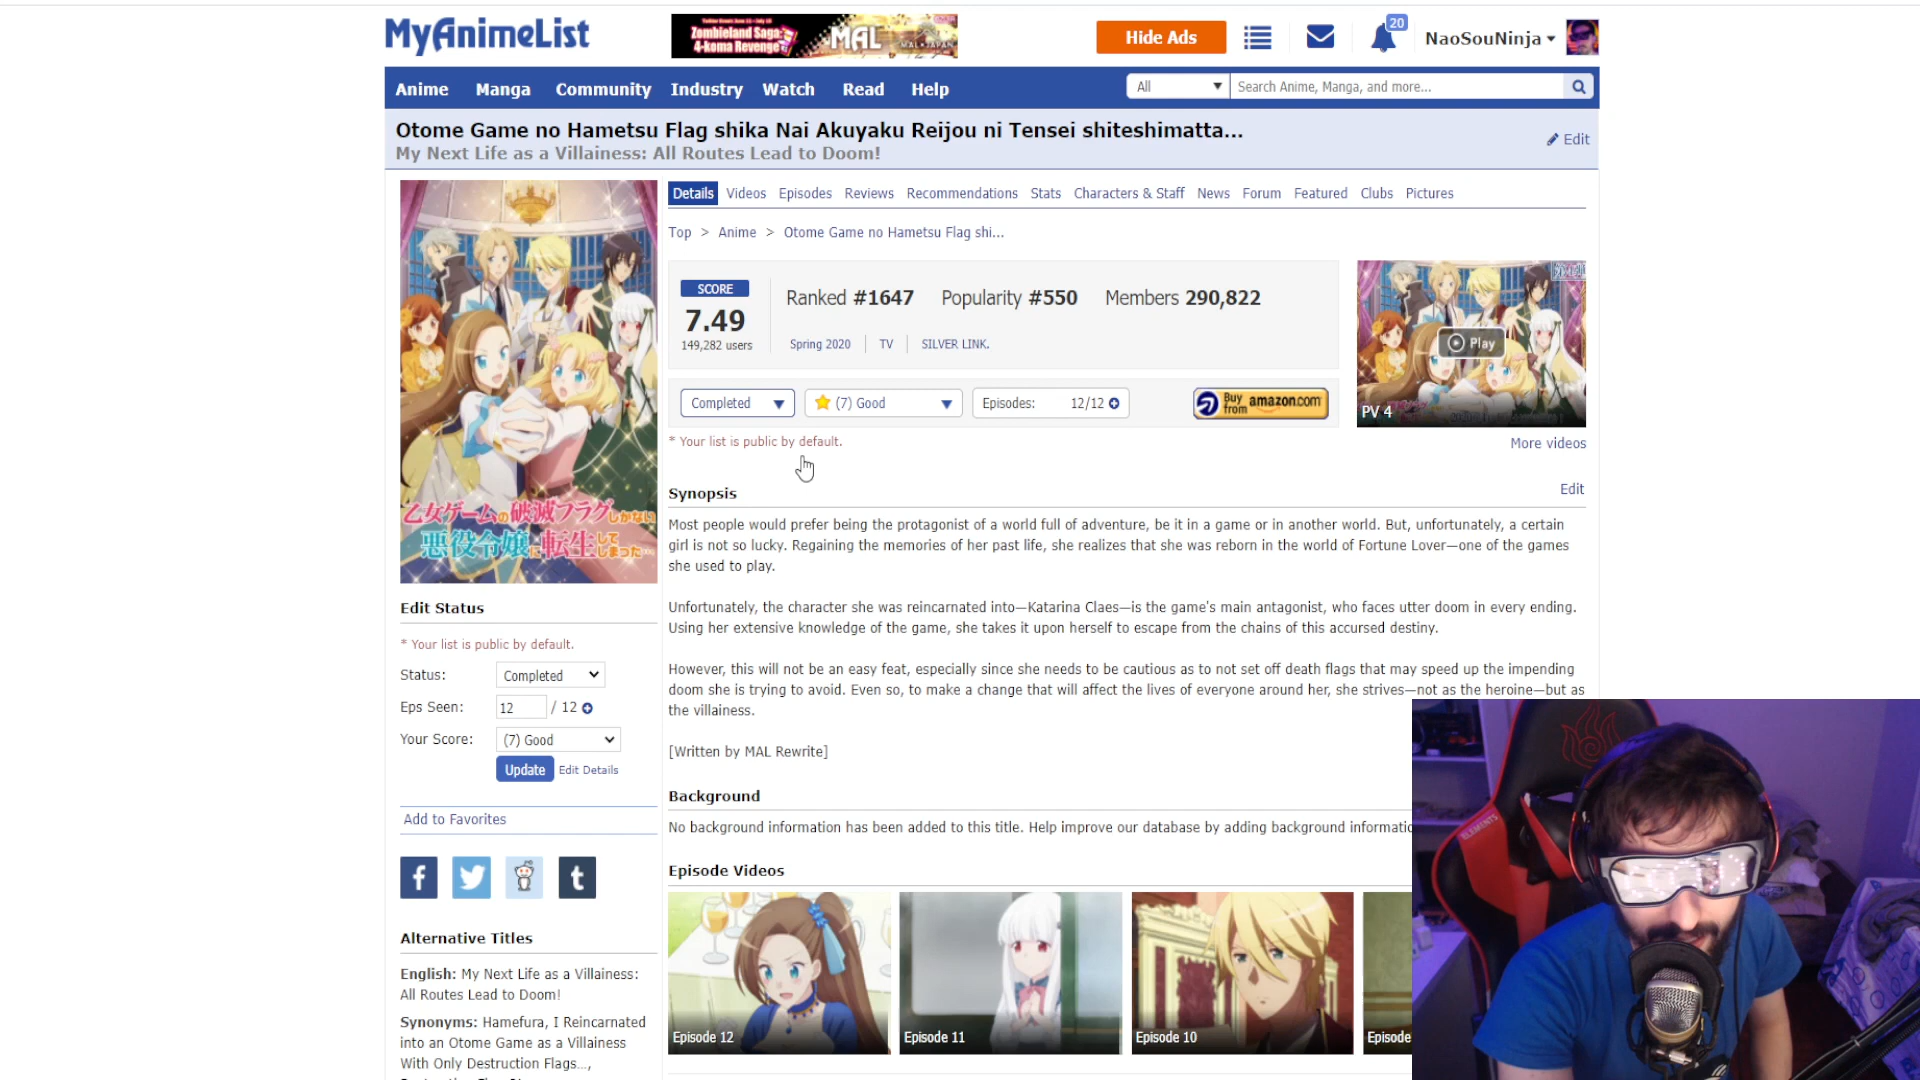 MyAnimeList
Twitter Event: June 11 - July 10
Zombieland Saga:
4-koma Revenge
MAL
MAL×JAPAN
Hide Ads
20
NaoSouNinja
Anime Manga Community Industry Watch Read Help
All Search Anime, Manga, and more...
Otome Game no Hametsu Flag shika Nai Akuyaku Reijou ni Tensei shiteshimatta...
My Next Life as a Villainess: All Routes Lead to Doom!
Edit
Details Videos Episodes Reviews Recommendations Stats Characters & Staff News Forum Featured Clubs Pictures
Top > Anime > Otome Game no Hametsu Flag shi...
SCORE
7.49
149,282 users
Ranked #1647 Popularity #550 Members 290,822
Spring 2020 TV SILVER LINK.
Completed (7) Good Episodes: 12/12
Buy from amazon.com
Play
PV 4
More videos
* Your list is public by default.
Synopsis
Edit
Most people would prefer being the protagonist of a world full of adventure, be it in a game or in another world. But, unfortunately, a certain
girl is not so lucky. Regaining the memories of her past life, she realizes that she was reborn in the world of Fortune Lover—one of the games
she used to play.
Unfortunately, the character she was reincarnated into—Katarina Claes—is the game's main antagonist, who faces utter doom in every ending.
Using her extensive knowledge of the game, she takes it upon herself to escape from the chains of this accursed destiny.
However, this will not be an easy feat, especially since she needs to be cautious as to not set off death flags that may speed up the impending
doom she is trying to avoid. Even so, to make a change that will affect the lives of everyone around her, she strives—not as the heroine—but as
the villainess.
[Written by MAL Rewrite]
Background
No background information has been added to this title. Help improve our database by adding background informatio
Episode Videos
Episode 12
Episode 11
Episode 10
Episode
乙女ゲームの破滅フラグしかない
悪役令嬢に転生してしまった…
Edit Status
* Your list is public by default.
Status: Completed
Eps Seen: 12 / 12
Your Score: (7) Good
Update Edit Details
Add to Favorites
Alternative Titles
English: My Next Life as a Villainess:
All Routes Lead to Doom!
Synonyms: Hamefura, I Reincarnated
into an Otome Game as a Villainess
With Only Destruction Flags...,
ELEMENTS